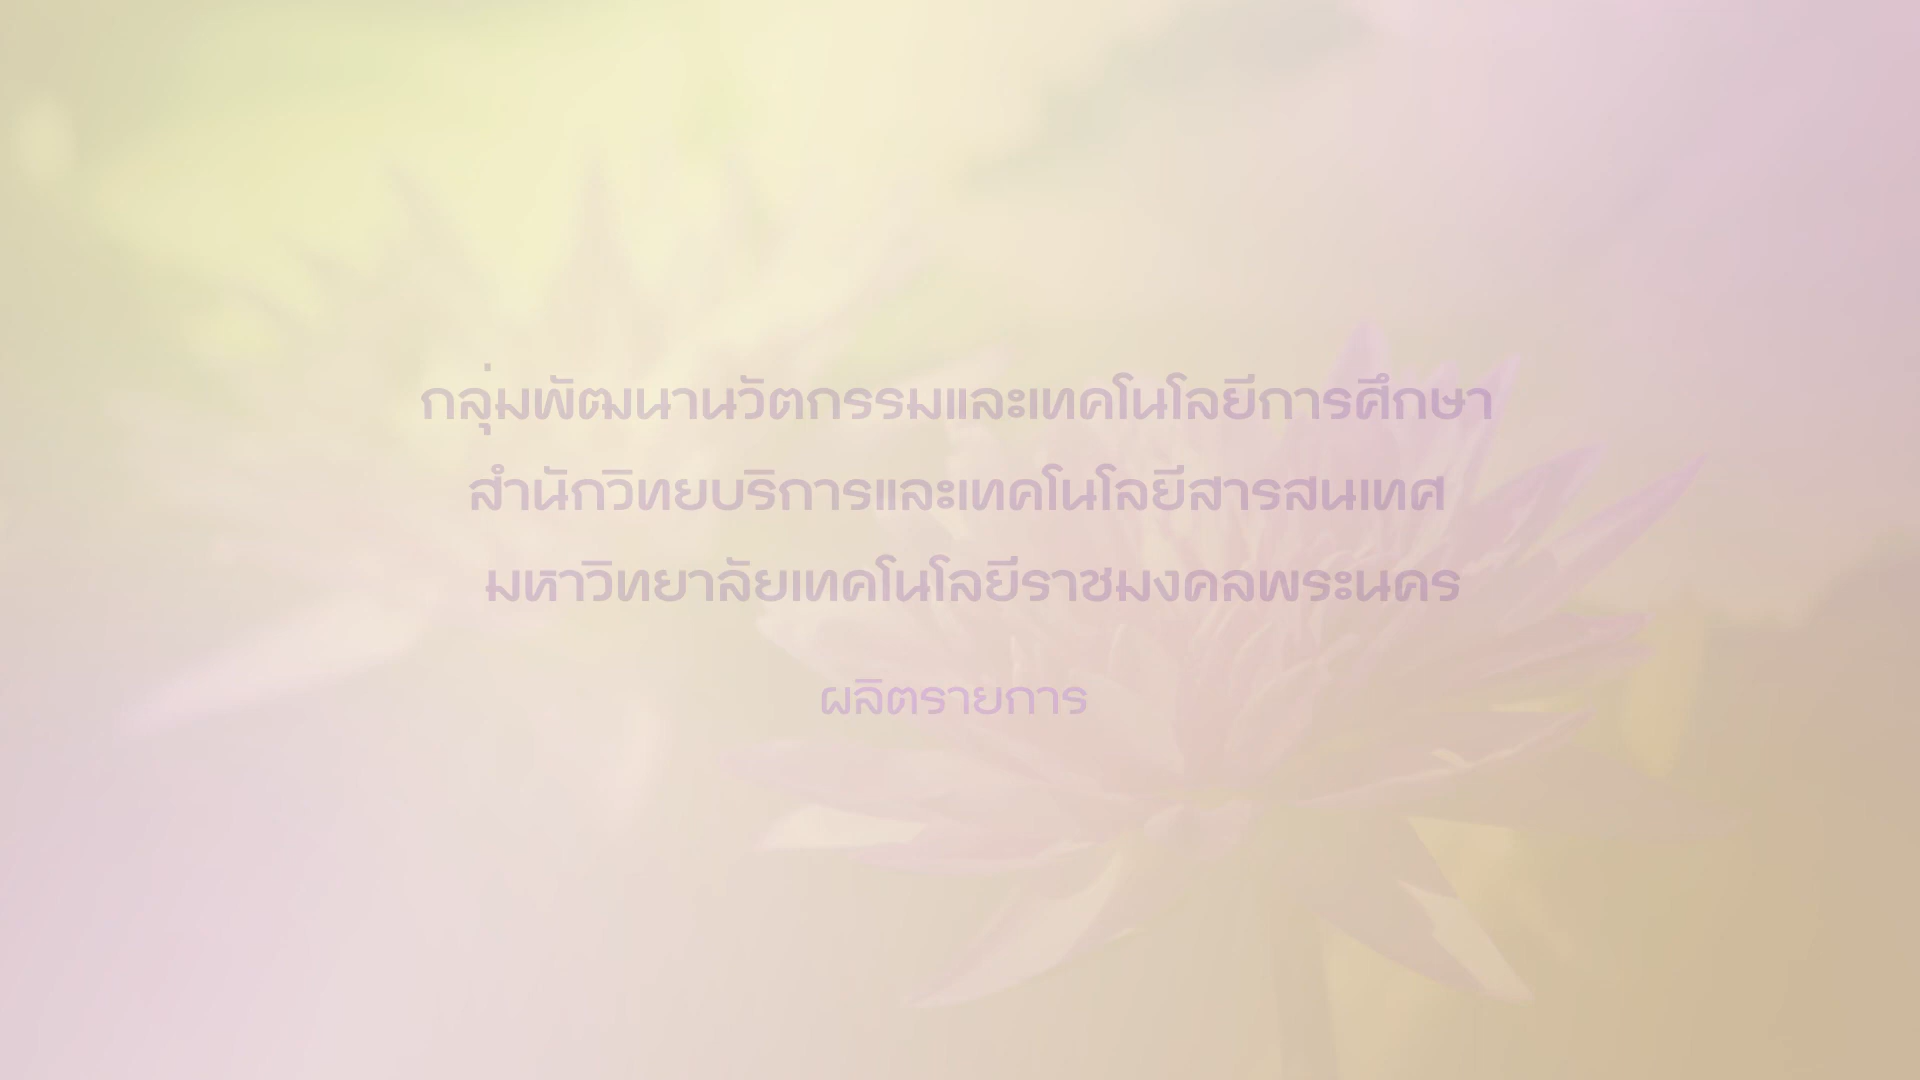 กลุ่มพัฒนานวัตกรรมและเทคโนโลยีการศึกษา
สำนักวิทยบริการและเทคโนโลยีสารสนเทศ
มหาวิทยาลัยเทคโนโลยีราชมงคลพระนคร
ผลิตรายการ